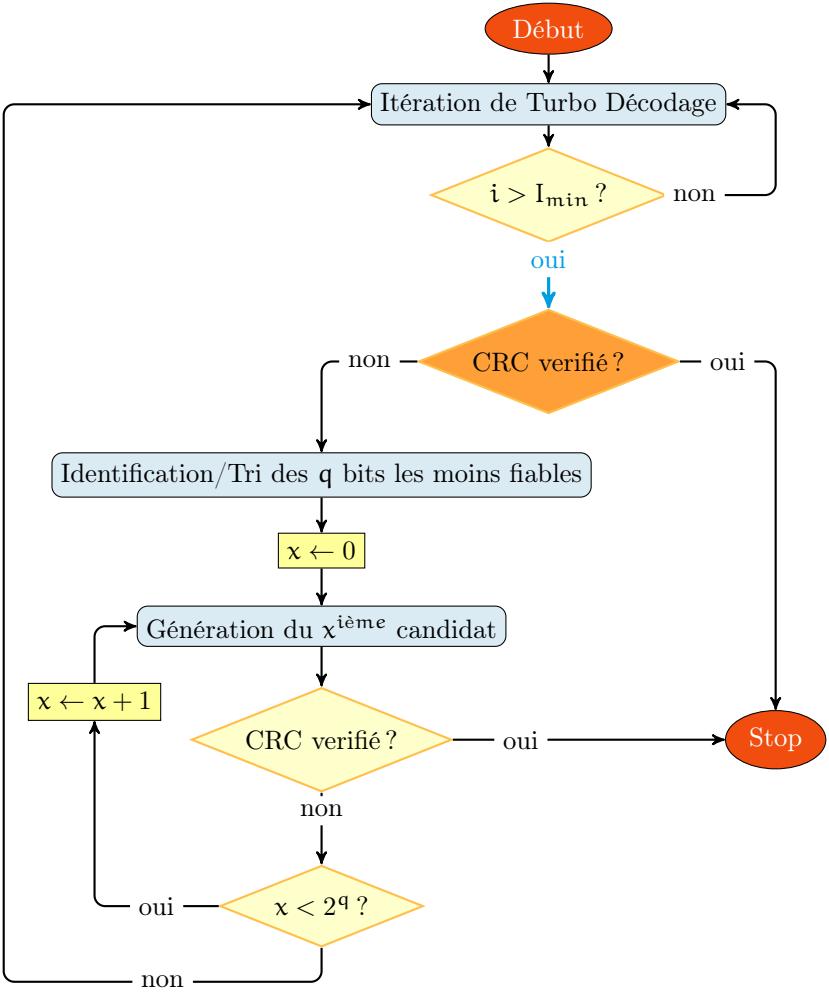 Début
Itération de Turbo Décodage
i > I_min ?
non
oui
CRC verifié ?
non
oui
Identification/Tri des q bits les moins fiables
x ← 0
Génération du x^ième candidat
x ← x + 1
CRC verifié ?
oui
Stop
non
x < 2^q ?
oui
non